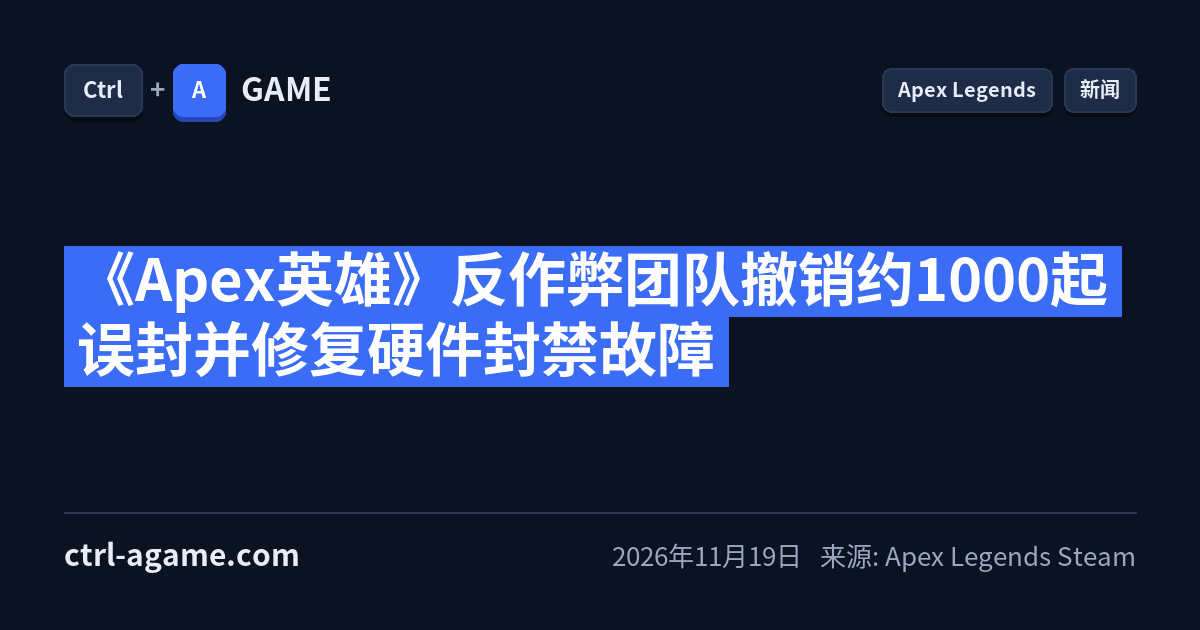 Ctrl + A GAME
Apex Legends 新闻
《Apex英雄》反作弊团队撤销约1000起
误封并修复硬件封禁故障
ctrl-agame.com
2026年11月19日 来源: Apex Legends Steam